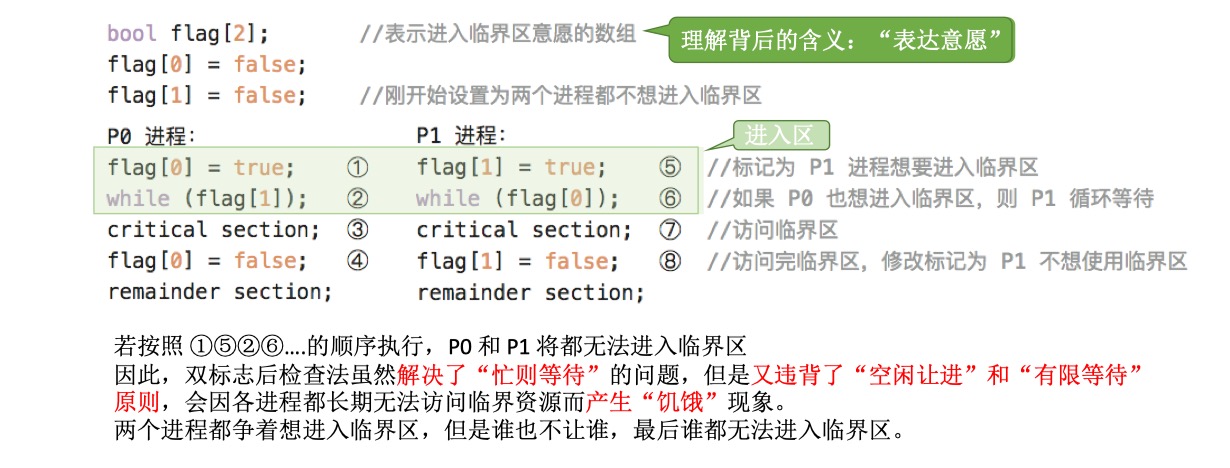 bool flag[2]; //表示进入临界区意愿的数组 理解背后的含义：“表达意愿”
flag[0] = false;
flag[1] = false; //刚开始设置为两个进程都不想进入临界区
P0 进程： P1 进程： 进入区
flag[0] = true; ① flag[1] = true; ⑤ //标记为 P1 进程想要进入临界区
while (flag[1]); ② while (flag[0]); ⑥ //如果 P0 也想进入临界区，则 P1 循环等待
critical section; ③ critical section; ⑦ //访问临界区
flag[0] = false; ④ flag[1] = false; ⑧ //访问完临界区，修改标记为 P1 不想使用临界区
remainder section; remainder section;
若按照 ①⑤②⑥….的顺序执行，P0 和 P1 将都无法进入临界区
因此，双标志后检查法虽然解决了“忙则等待”的问题，但是又违背了“空闲让进”和“有限等待”
原则，会因各进程都长期无法访问临界资源而产生“饥饿”现象。
两个进程都争着想进入临界区，但是谁也不让谁，最后谁都无法进入临界区。